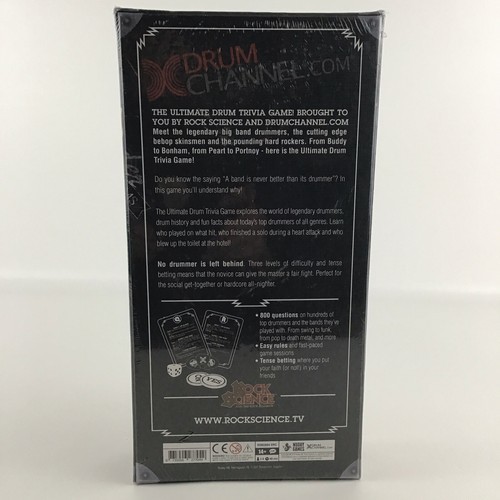 DRUM
CHANNEL.COM
THE ULTIMATE DRUM TRIVIA GAME! BROUGHT TO
YOU BY ROCK SCIENCE AND DRUMCHANNEL.COM
Meet the legendary big band drummers, the cutting edge
bebop skinsmen and the pounding hard rockers. From Buddy
to Bonham, from Peart to Portnoy - here is the Ultimate Drum
Trivia Game!
Do you know the saying "A band is never better than its drummer"? In
this game you'll understand why!
The Ultimate Drum Trivia Game explores the world of legendary drummers,
drum history and fun facts about today's top drummers of all genres. Learn
who played on what hit, who finished a solo during a heart attack and who
blew up the toilet at the hotel!
No drummer is left behind. Three levels of difficulty and tense
betting means that the novice can give the master a fair fight. Perfect for
the social get-together or hardcore all-nighter.
• 800 questions on hundreds of
top drummers and the bands they've
played with. From swing to funk,
from pop to death metal, and more.
• Easy rules and fast-paced
game sessions
• Tense betting where you put
your faith (or not!) in your
friends.
YES
ROCK
SCIENCE
WWW.ROCKSCIENCE.TV
CE
14+